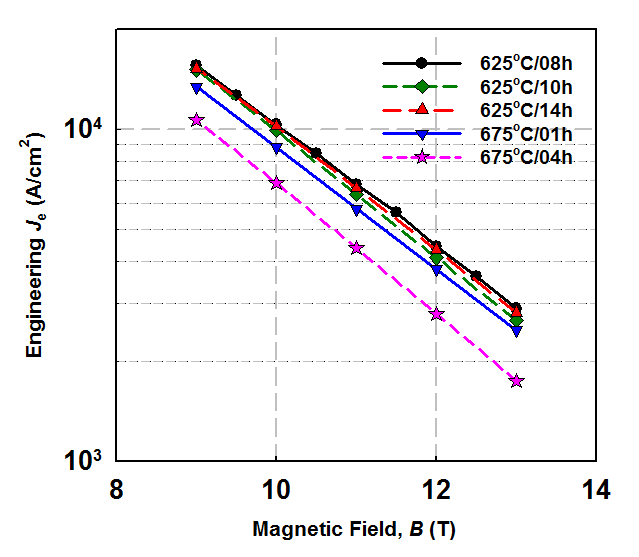 625°C/08h
625°C/10h
625°C/14h
675°C/01h
675°C/04h
10⁴
10³
Engineering Jₑ (A/cm²)
8 10 12 14
Magnetic Field, B (T)